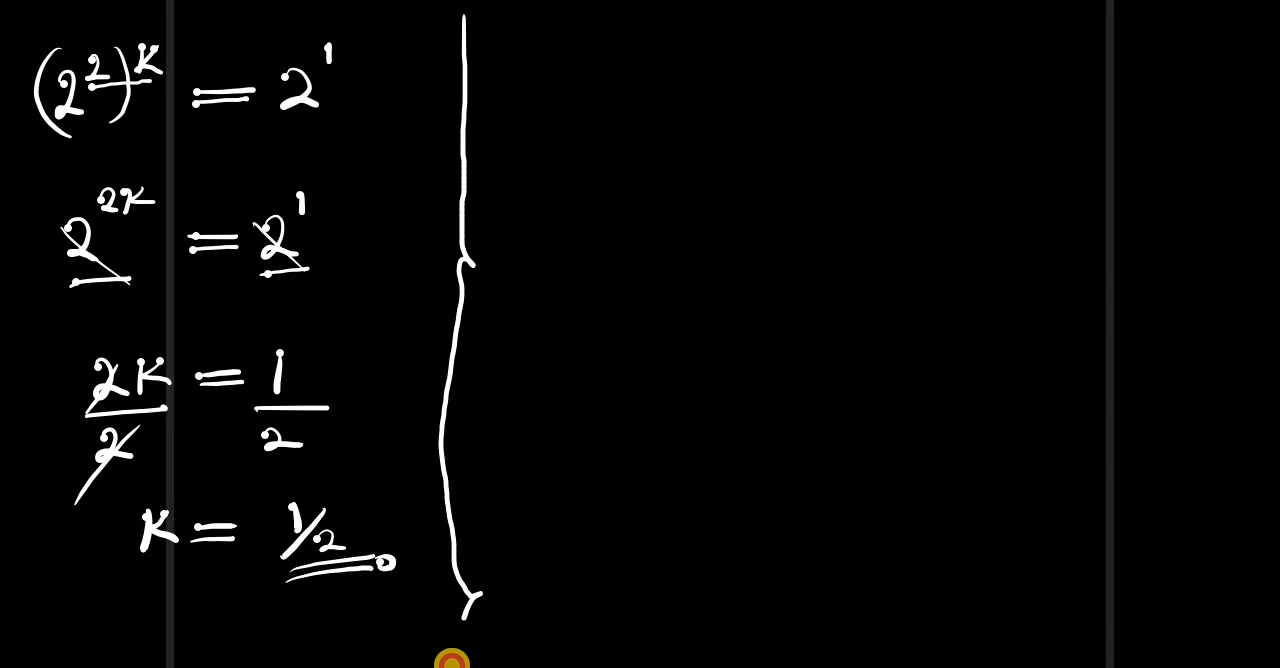 (2²)ᴷ = 2¹
2²ᴷ = 2¹
2K/2 = 1/2
K = 1/2